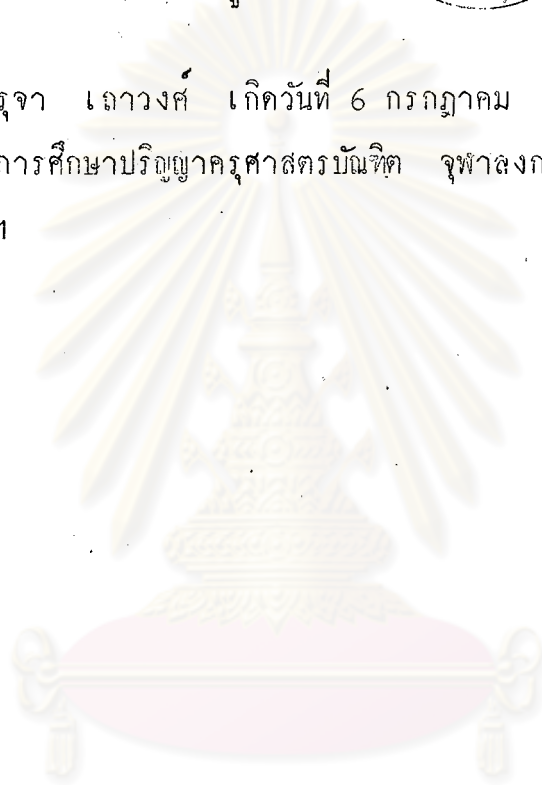 รุจา เถาวงศ์ เกิดวันที่ 6 กรกฎาคม
การศึกษาปริญญาครุศาสตรบัณฑิต จุฬาลงก